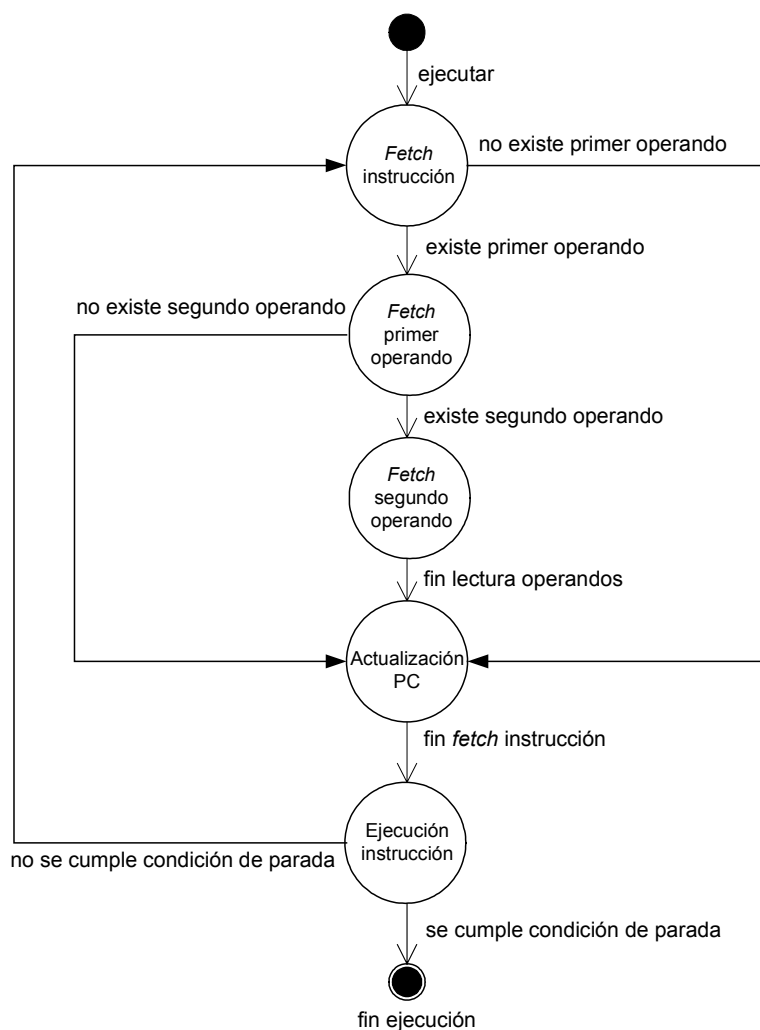 ejecutar
Fetch
instrucción
no existe primer operando
existe primer operando
no existe segundo operando
Fetch
primer
operando
existe segundo operando
Fetch
segundo
operando
fin lectura operandos
Actualización
PC
fin fetch instrucción
Ejecución
instrucción
no se cumple condición de parada
se cumple condición de parada
fin ejecución